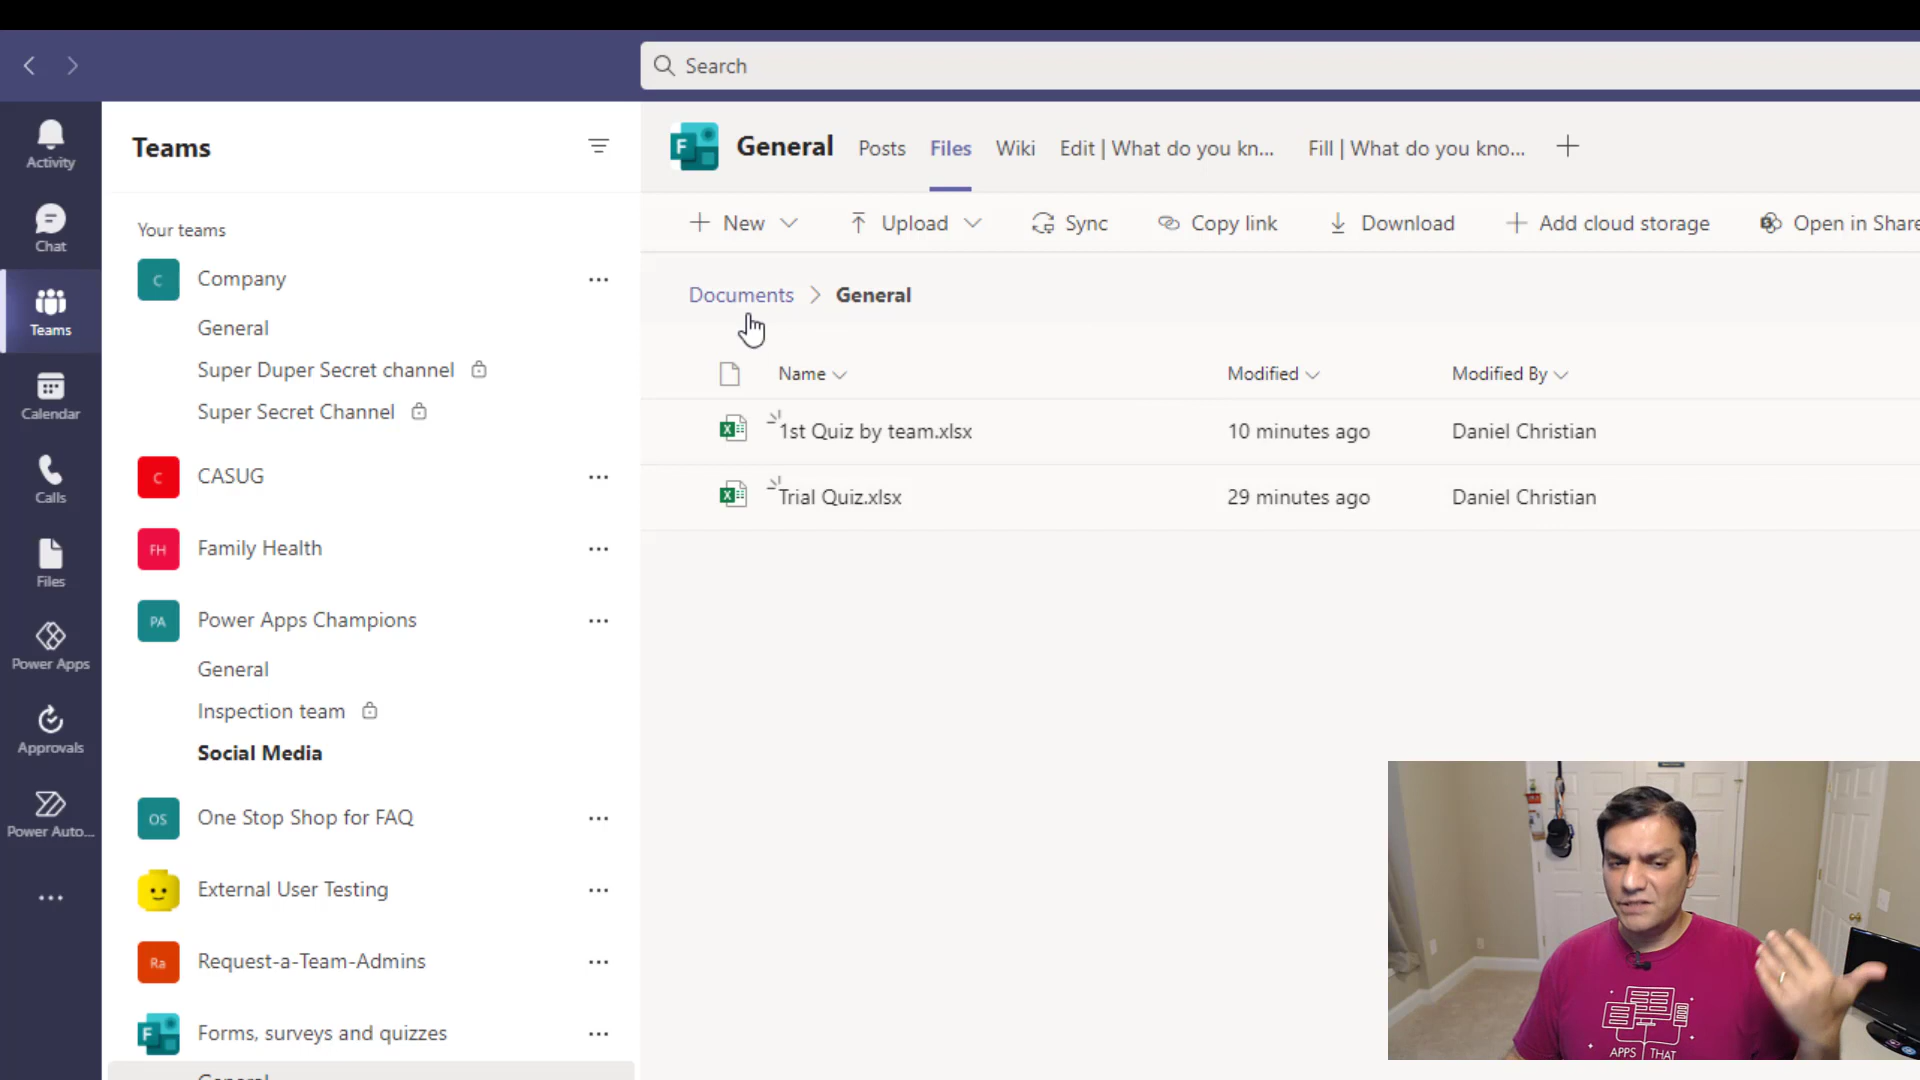 Search
Activity
Chat
Teams
Calendar
Calls
Files
Power Apps
Approvals
Power Auto...
Teams
Your teams
C Company
General
Super Duper Secret channel
Super Secret Channel
C CASUG
FH Family Health
PA Power Apps Champions
General
Inspection team
Social Media
OS One Stop Shop for FAQ
External User Testing
Ra Request-a-Team-Admins
F Forms, surveys and quizzes
General
F General Posts Files Wiki Edit | What do you kn... Fill | What do you kno...
New Upload Sync Copy link Download Add cloud storage Open in Share
Documents > General
Name Modified Modified By
1st Quiz by team.xlsx 10 minutes ago Daniel Christian
Trial Quiz.xlsx 29 minutes ago Daniel Christian
APPS THAT